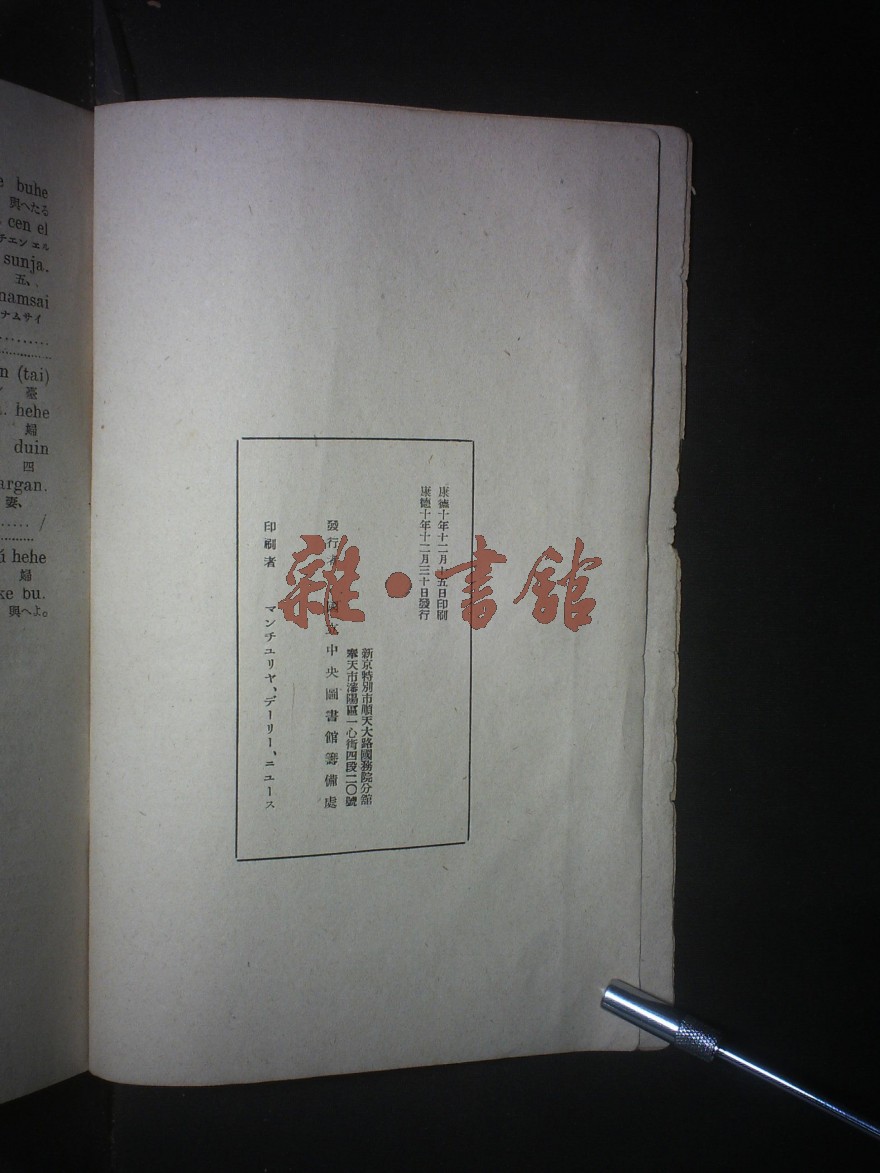 buhe
與へたる
cen el
チエンエル
sunja.
五、
namsai
ナムサイ
(tai)
臺
hehe
婦
duin
四
argan.
妻、
/
hehe
婦
bu.
與へよ。
康德十年十二月十五日印刷
康德十年十二月三十日發行
新京特別市順天大路國務院分舘
奉天市瀋陽區一心街四段二〇號
發行者 國立中央圖書館籌備處
印刷者 マンチユリヤ、デーリー、ニユース
雜·書館